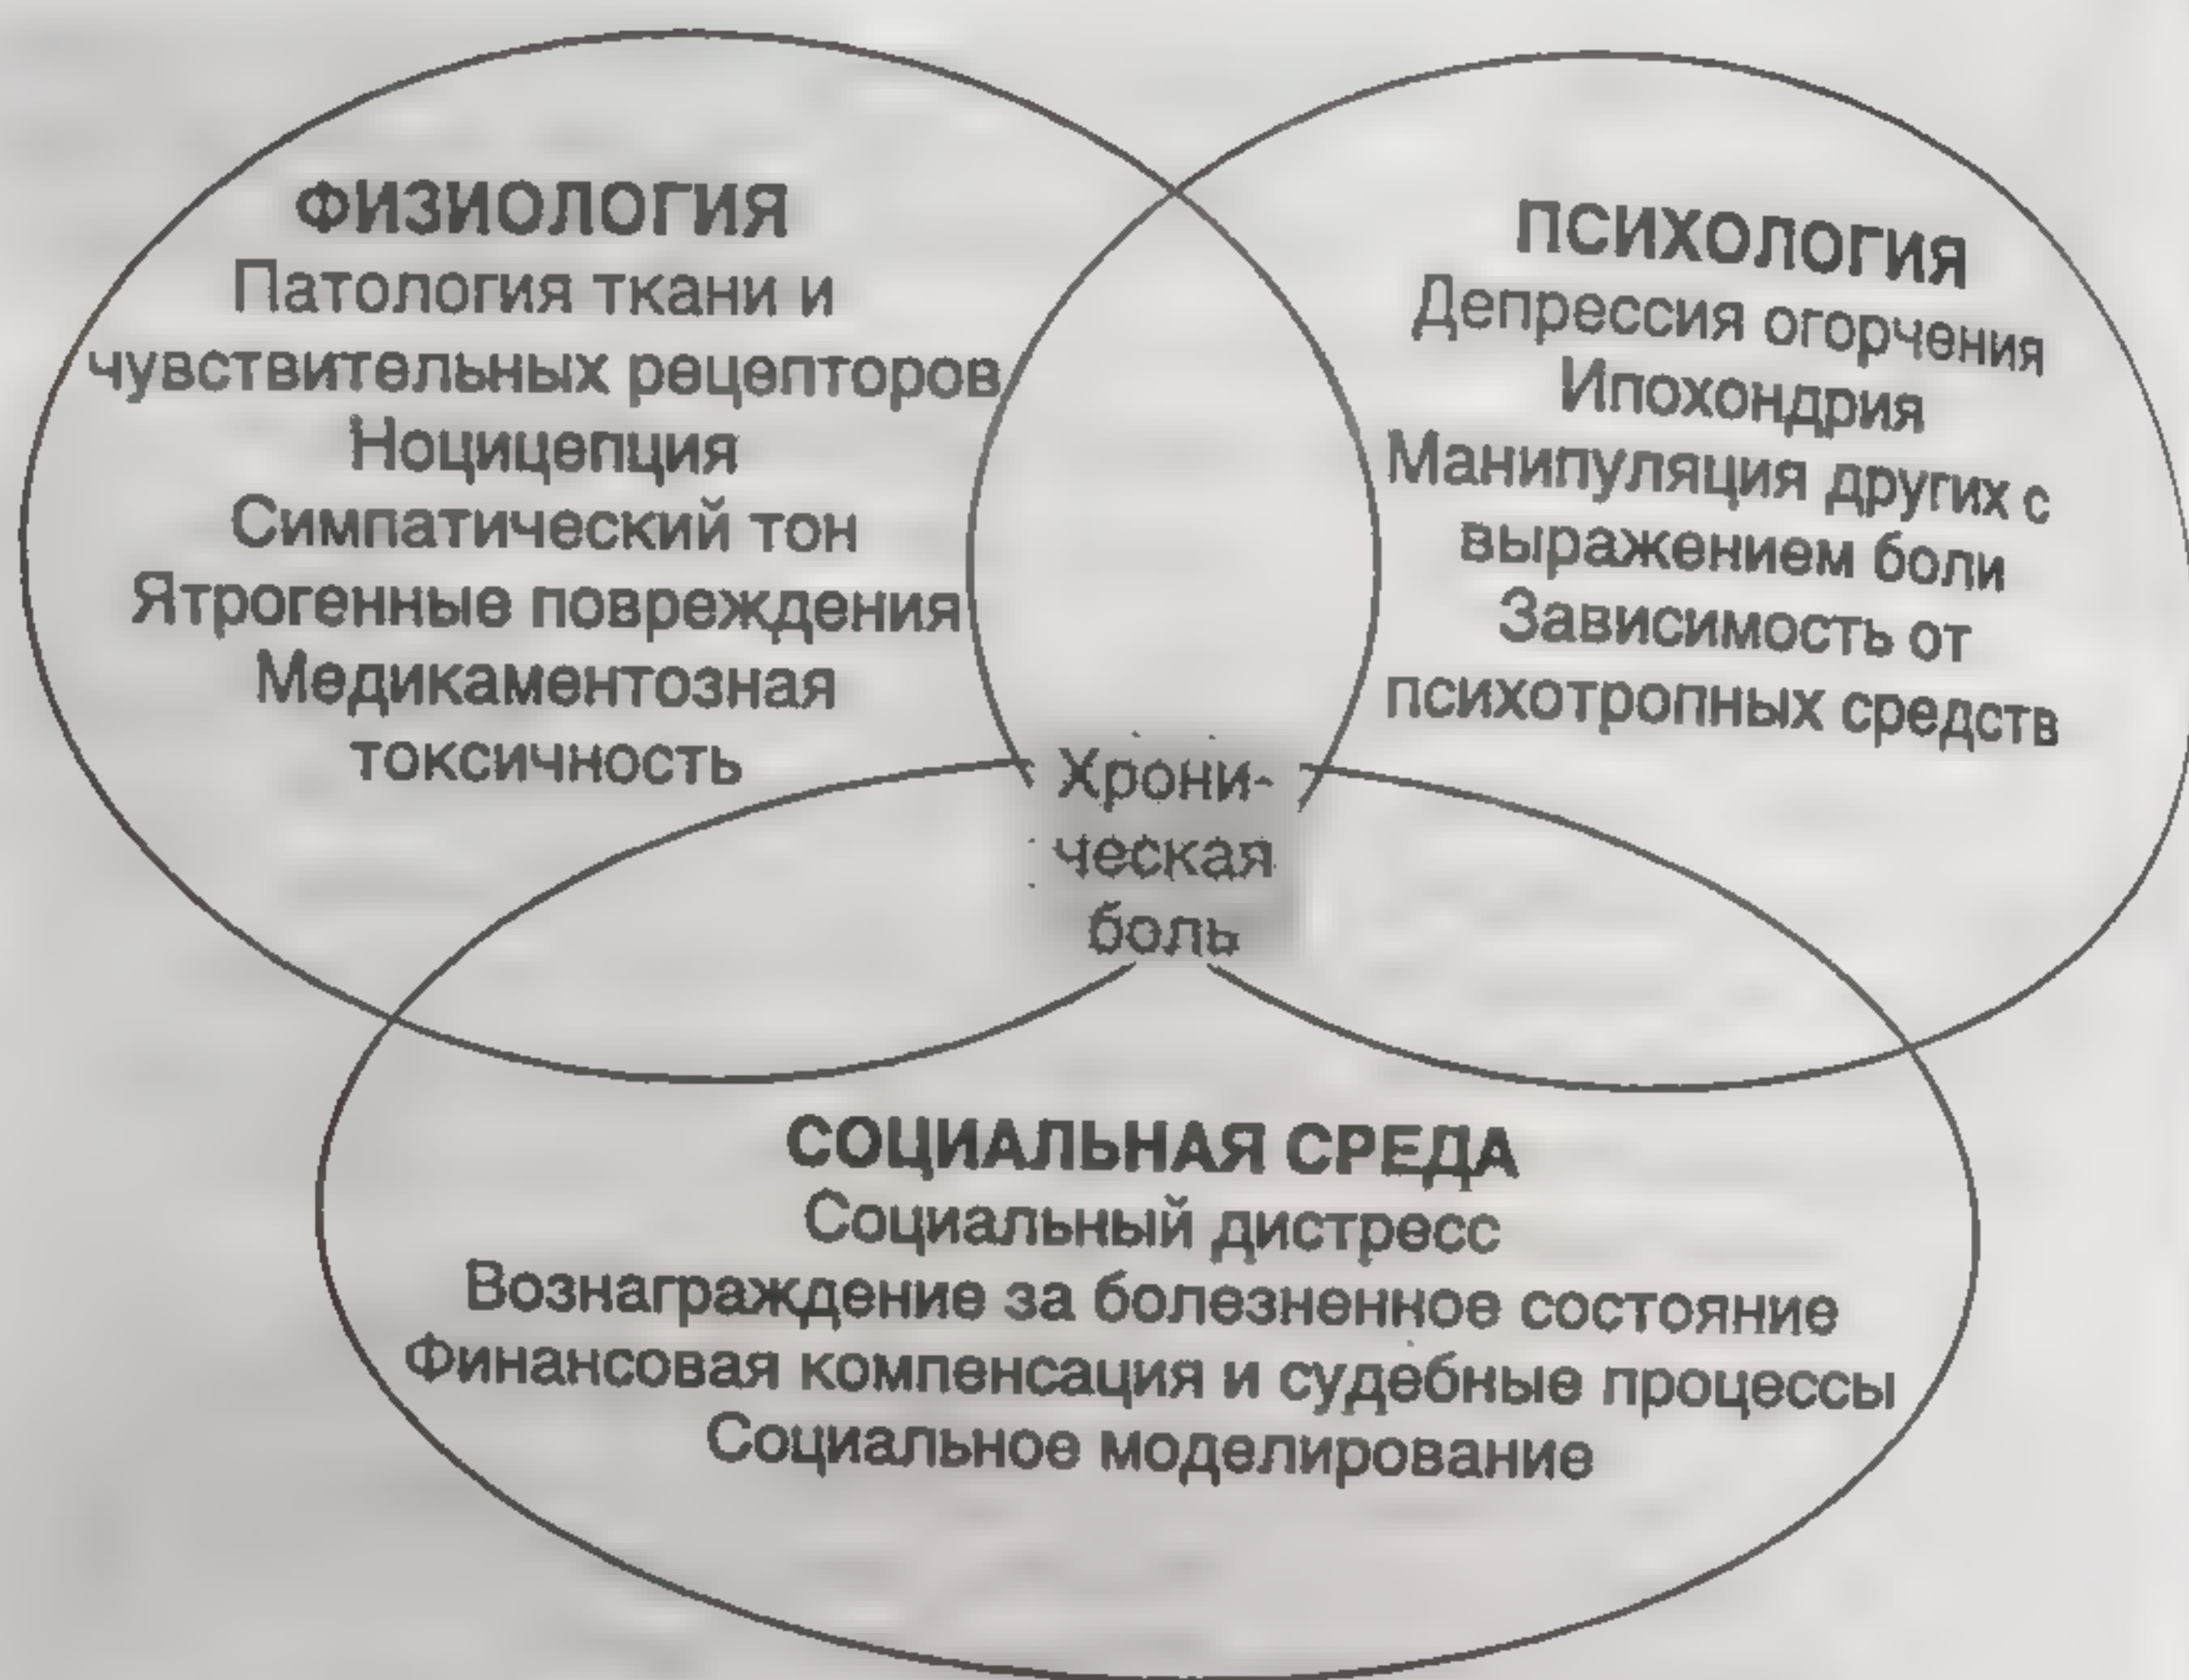 ФИЗИОЛОГИЯ
Патология ткани и
чувствительных рецепторов
Ноцицепция
Симпатический тон
Ятрогенные повреждения
Медикаментозная
токсичность
ПСИХОЛОГИЯ
Депрессия огорчения
Ипохондрия
Манипуляция других с
выражением боли
Зависимость от
психотропных средств
Хрони-
ческая
боль
СОЦИАЛЬНАЯ СРЕДА
Социальный дистресс
Вознаграждение за болезненное состояние
Финансовая компенсация и судебные процессы
Социальное моделирование